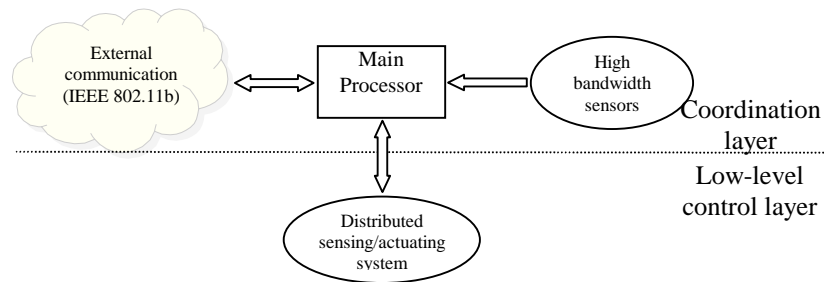 External
communication
(IEEE 802.11b)
Main
Processor
High
bandwidth
sensors
Coordination
layer
Low-level
control layer
Distributed
sensing/actuating
system